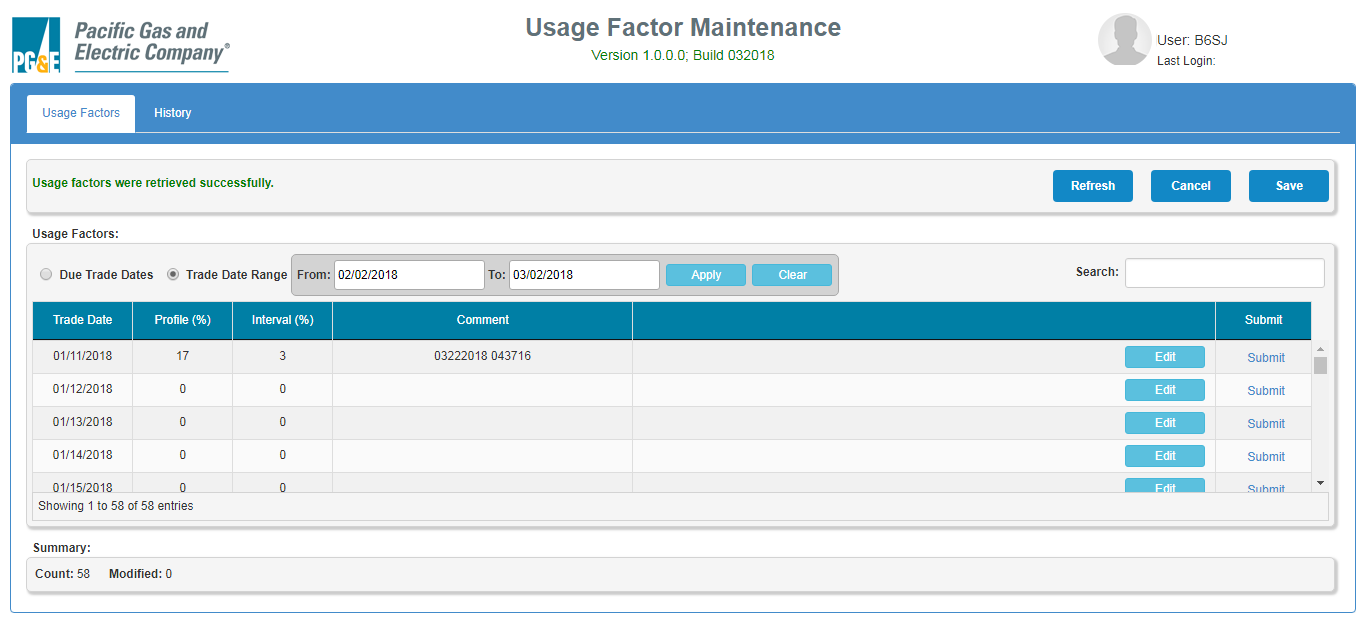 PG&E Pacific Gas and
Electric Company®
Usage Factor Maintenance
Version 1.0.0.0; Build 032018
User: B6SJ
Last Login:
Usage Factors History
Usage factors were retrieved successfully. Refresh Cancel Save
Usage Factors:
Due Trade Dates Trade Date Range From: 02/02/2018 To: 03/02/2018 Apply Clear Search:
Trade Date Profile (%) Interval (%) Comment Submit
01/11/2018 17 3 03222018 043716 Edit Submit
01/12/2018 0 0 Edit Submit
01/13/2018 0 0 Edit Submit
01/14/2018 0 0 Edit Submit
01/15/2018 0 0 Edit Submit
Showing 1 to 58 of 58 entries
Summary:
Count: 58 Modified: 0